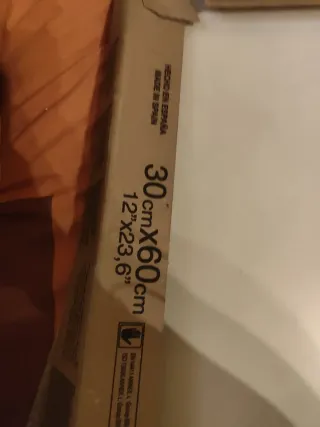 HECHO EN ESPAÑA
MADE IN SPAIN
30cmx60cm
12"x23,6"